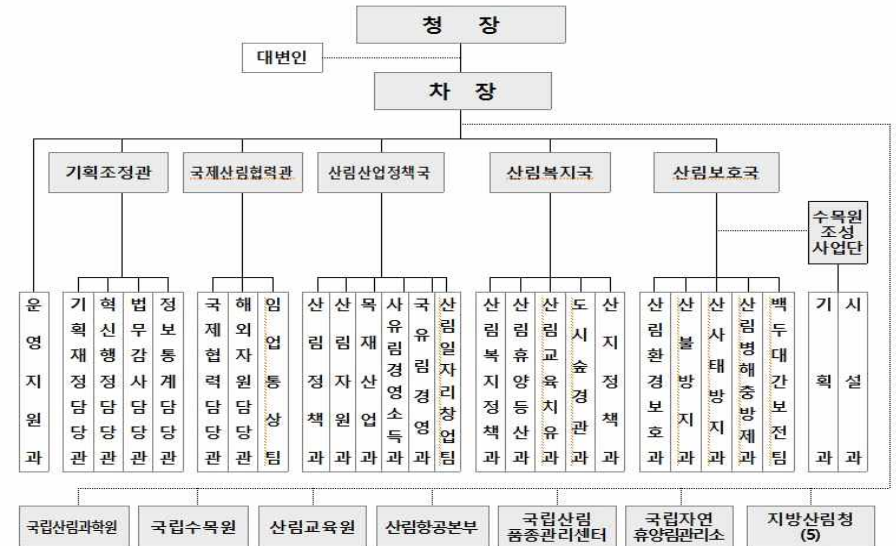 청 장
대변인
차 장
기획조정관
국제산림협력관
산림산업정책국
산림복지국
산림보호국
수목원
조성
사업단
운영지원과
기획재정담당관
혁신행정담당관
법무감사담당관
정보통계담당관
국제협력담당관
해외자원담당관
임업통상팀
산림정책과
산림자원과
목재산업과
사유림경영소득과
국유림경영과
산림일자리창업팀
산림복지정책과
산림휴양등산과
산림교육치유과
도시숲경관과
산지정책과
산림환경보호과
산불방지과
산사태방지과
산림병해충방제과
백두대간보전팀
기획과
시설과
국립산림과학원
국립수목원
산림교육원
산림항공본부
국립산림
품종관리센터
국립자연
휴양림관리소
지방산림청
(5)